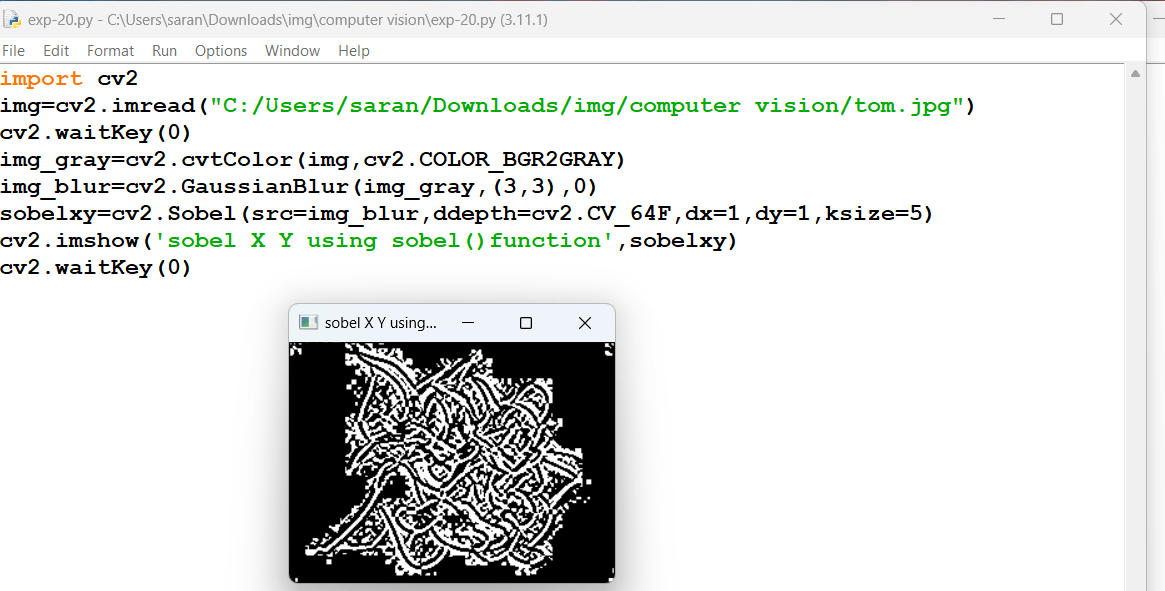 exp-20.py - C:\Users\saran\Downloads\img\computer vision\exp-20.py (3.11.1)
File Edit Format Run Options Window Help
import cv2
img=cv2.imread("C:/Users/saran/Downloads/img/computer vision/tom.jpg")
cv2.waitKey(0)
img_gray=cv2.cvtColor(img,cv2.COLOR_BGR2GRAY)
img_blur=cv2.GaussianBlur(img_gray,(3,3),0)
sobelxy=cv2.Sobel(src=img_blur,ddepth=cv2.CV_64F,dx=1,dy=1,ksize=5)
cv2.imshow('sobel X Y using sobel()function',sobelxy)
cv2.waitKey(0)
sobel X Y using...